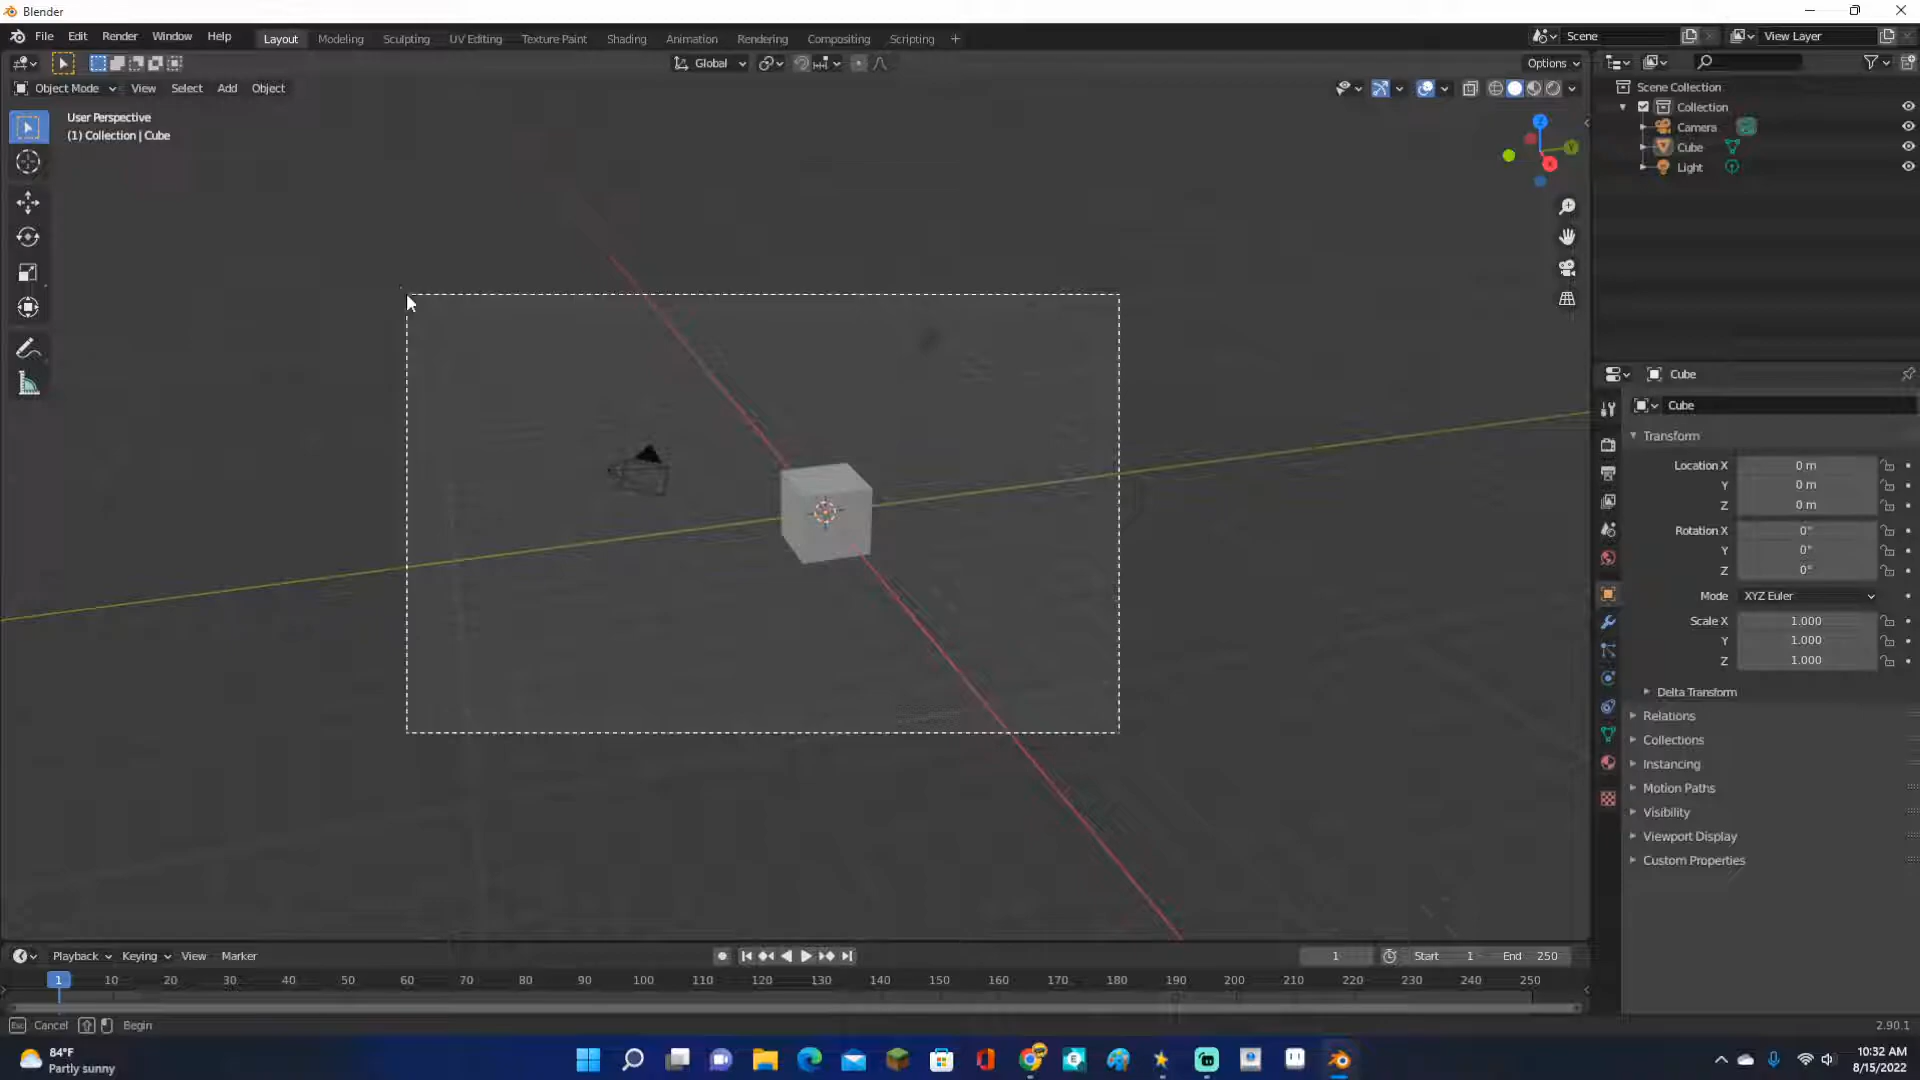 Blender
File Edit Render Window Help
Layout Modeling Sculpting UV Editing Texture Paint Shading Animation Rendering Compositing Scripting +
Scene View Layer
Global Options
Object Mode View Select Add Object
User Perspective
(1) Collection | Cube
Scene Collection
Collection
Camera
Cube
Light
Z
Y
X
Cube
Cube
Transform
Location X 0 m
Y 0 m
Z 0 m
Rotation X 0°
Y 0°
Z 0°
Mode XYZ Euler
Scale X 1.000
Y 1.000
Z 1.000
Delta Transform
Relations
Collections
Instancing
Motion Paths
Visibility
Viewport Display
Custom Properties
Playback Keying View Marker 1 Start 1 End 250
1 10 20 30 40 50 60 70 80 90 100 110 120 130 140 150 160 170 180 190 200 210 220 230 240 250
Esc Cancel Begin 2.90.1
84°F
Partly sunny
10:32 AM
8/15/2022